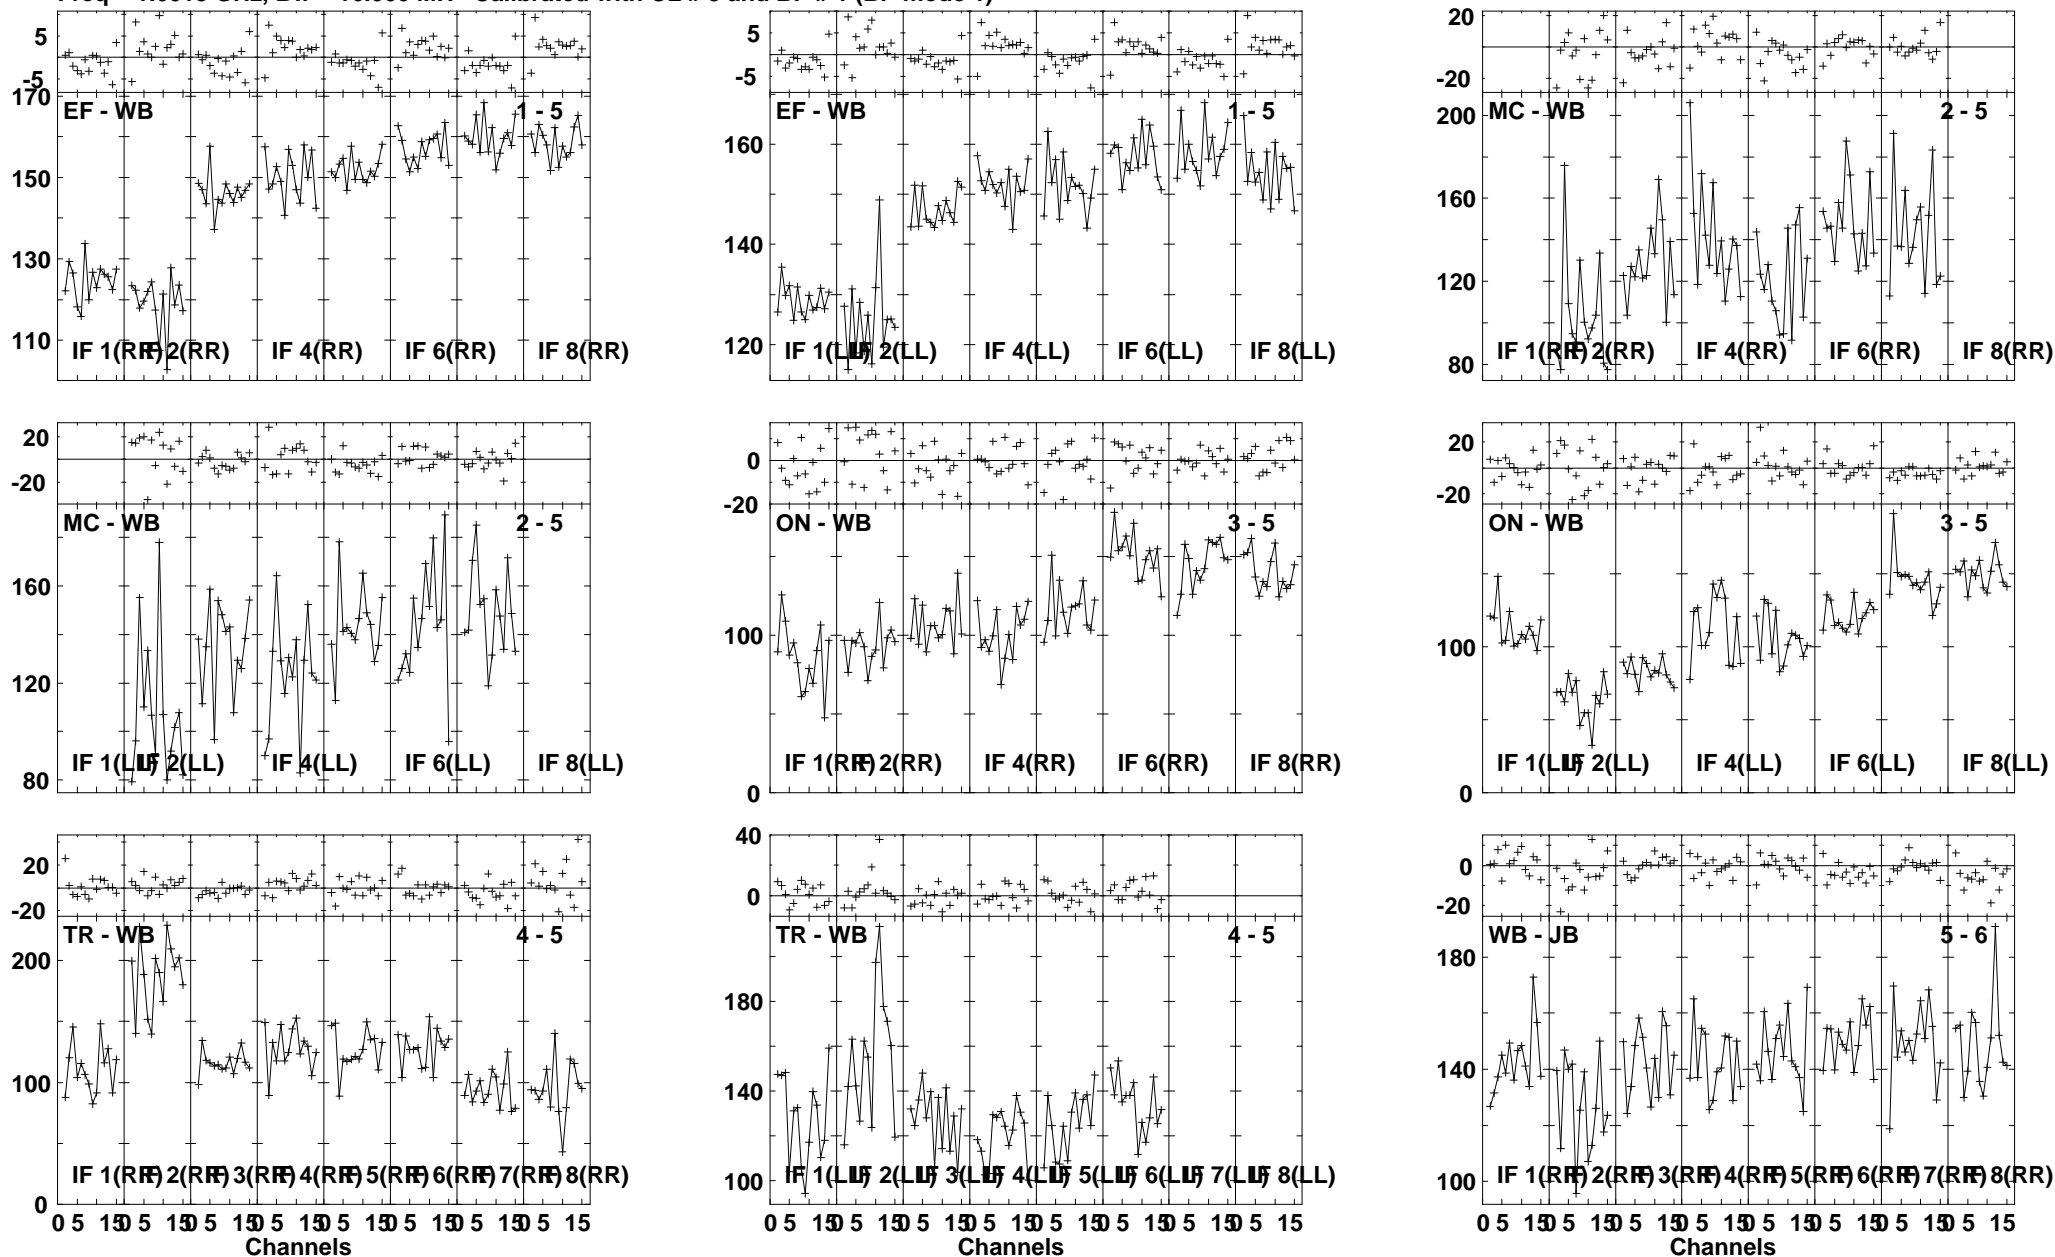 5
-5
170
150
130
110
EF - WB
1 - 5
IF 1(RR)
IF 2(RR)
IF 4(RR)
IF 6(RR)
IF 8(RR)
5
-5
160
140
120
EF - WB
1 - 5
IF 1(LL)
IF 2(LL)
IF 4(LL)
IF 6(LL)
IF 8(LL)
20
-20
200
160
120
80
MC - WB
2 - 5
IF 1(RR)
IF 2(RR)
IF 4(RR)
IF 6(RR)
IF 8(RR)
20
-20
160
120
80
MC - WB
2 - 5
IF 1(LL)
IF 2(LL)
IF 4(LL)
IF 6(LL)
IF 8(LL)
0
-20
100
0
ON - WB
3 - 5
IF 1(RR)
IF 2(RR)
IF 4(RR)
IF 6(RR)
IF 8(RR)
20
-20
100
0
ON - WB
3 - 5
IF 1(LL)
IF 2(LL)
IF 4(LL)
IF 6(LL)
IF 8(LL)
20
-20
200
100
0
TR - WB
4 - 5
IF 1(RR)
IF 2(RR)
IF 3(RR)
IF 4(RR)
IF 5(RR)
IF 6(RR)
IF 7(RR)
IF 8(RR)
0 5 15 0 5 15 0 5 15 0 5 15 0 5 15 0 5 15 0 5 15 0 5 15
Channels
40
0
180
140
100
TR - WB
4 - 5
IF 1(LL)
IF 2(LL)
IF 3(LL)
IF 4(LL)
IF 5(LL)
IF 6(LL)
IF 7(LL)
IF 8(LL)
0 5 15 0 5 15 0 5 15 0 5 15 0 5 15 0 5 15 0 5 15 0 5 15
Channels
0
-20
180
140
100
WB - JB
5 - 6
IF 1(RR)
IF 2(RR)
IF 3(RR)
IF 4(RR)
IF 5(RR)
IF 6(RR)
IF 7(RR)
IF 8(RR)
0 5 15 0 5 15 0 5 15 0 5 15 0 5 15 0 5 15 0 5 15 0 5 15
Channels